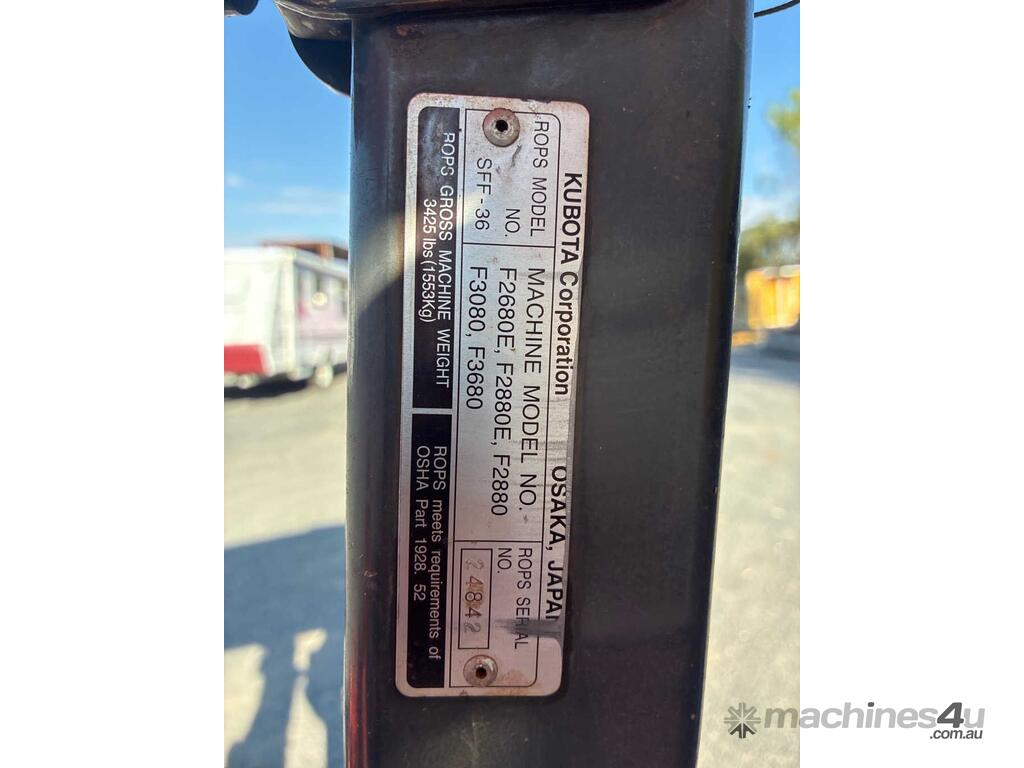 KUBOTA Corporation OSAKA, JAPAN
ROPS MODEL NO.
SFF-36
MACHINE MODEL NO.
F2680E, F2880E, F2880
F3080, F3680
ROPS SERIAL NO.
24842
ROPS GROSS MACHINE WEIGHT
3425 lbs (1553Kg)
ROPS meets requirements of
OSHA Part 1928. 52
machines4u
.com.au